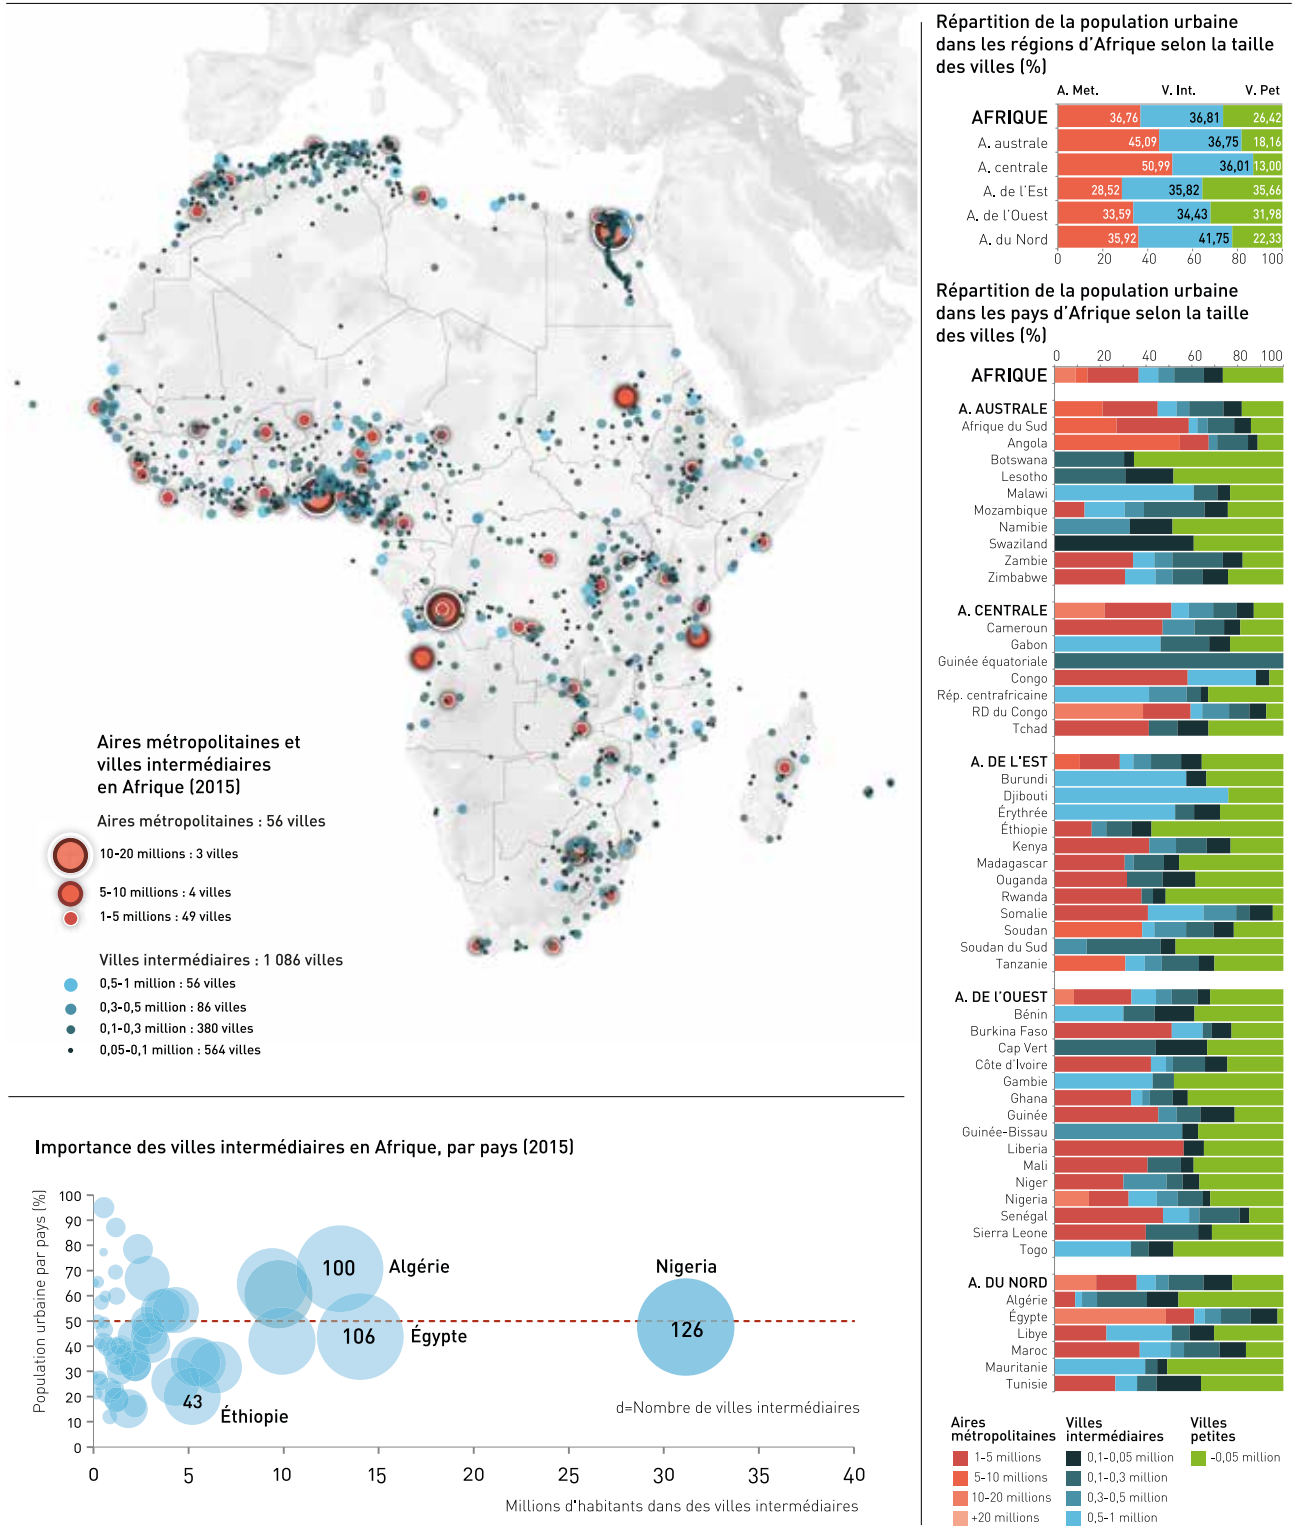 Aires métropolitaines et
villes intermédiaires
en Afrique (2015)
Aires métropolitaines : 56 villes
10-20 millions : 3 villes
5-10 millions : 4 villes
1-5 millions : 49 villes
Villes intermédiaires : 1 086 villes
0,5-1 million : 56 villes
0,3-0,5 million : 86 villes
0,1-0,3 million : 380 villes
0,05-0,1 million : 564 villes
Importance des villes intermédiaires en Afrique, par pays (2015)
Population urbaine par pays (%)
100
90
80
70
60
50
40
30
20
10
0
100 Algérie
Nigeria
126
106 Égypte
43
Éthiopie
d=Nombre de villes intermédiaires
0 5 10 15 20 25 30 35 40
Millions d'habitants dans des villes intermédiaires
Répartition de la population urbaine
dans les régions d'Afrique selon la taille
des villes (%)
A. Met. V. Int. V. Pet
AFRIQUE 36,76 36,81 26,42
A. australe 45,09 36,75 18,16
A. centrale 50,99 36,01 13,00
A. de l'Est 28,52 35,82 35,66
A. de l'Ouest 33,59 34,43 31,98
A. du Nord 35,92 41,75 22,33
0 20 40 60 80 100
Répartition de la population urbaine
dans les pays d'Afrique selon la taille
des villes (%)
0 20 40 60 80 100
AFRIQUE
A. AUSTRALE
Afrique du Sud
Angola
Botswana
Lesotho
Malawi
Mozambique
Namibie
Swaziland
Zambie
Zimbabwe
A. CENTRALE
Cameroun
Gabon
Guinée équatoriale
Congo
Rép. centrafricaine
RD du Congo
Tchad
A. DE L'EST
Burundi
Djibouti
Érythrée
Éthiopie
Kenya
Madagascar
Ouganda
Rwanda
Somalie
Soudan
Soudan du Sud
Tanzanie
A. DE l'OUEST
Bénin
Burkina Faso
Cap Vert
Côte d'Ivoire
Gambie
Ghana
Guinée
Guinée-Bissau
Liberia
Mali
Niger
Nigeria
Senégal
Sierra Leone
Togo
A. DU NORD
Algérie
Égypte
Libye
Maroc
Mauritanie
Tunisie
Aires
métropolitaines
1-5 millions
5-10 millions
10-20 millions
+20 millions
Villes
intermédiaires
0,1-0,05 million
0,1-0,3 million
0,3-0,5 million
0,5-1 million
Villes
petites
-0,05 million